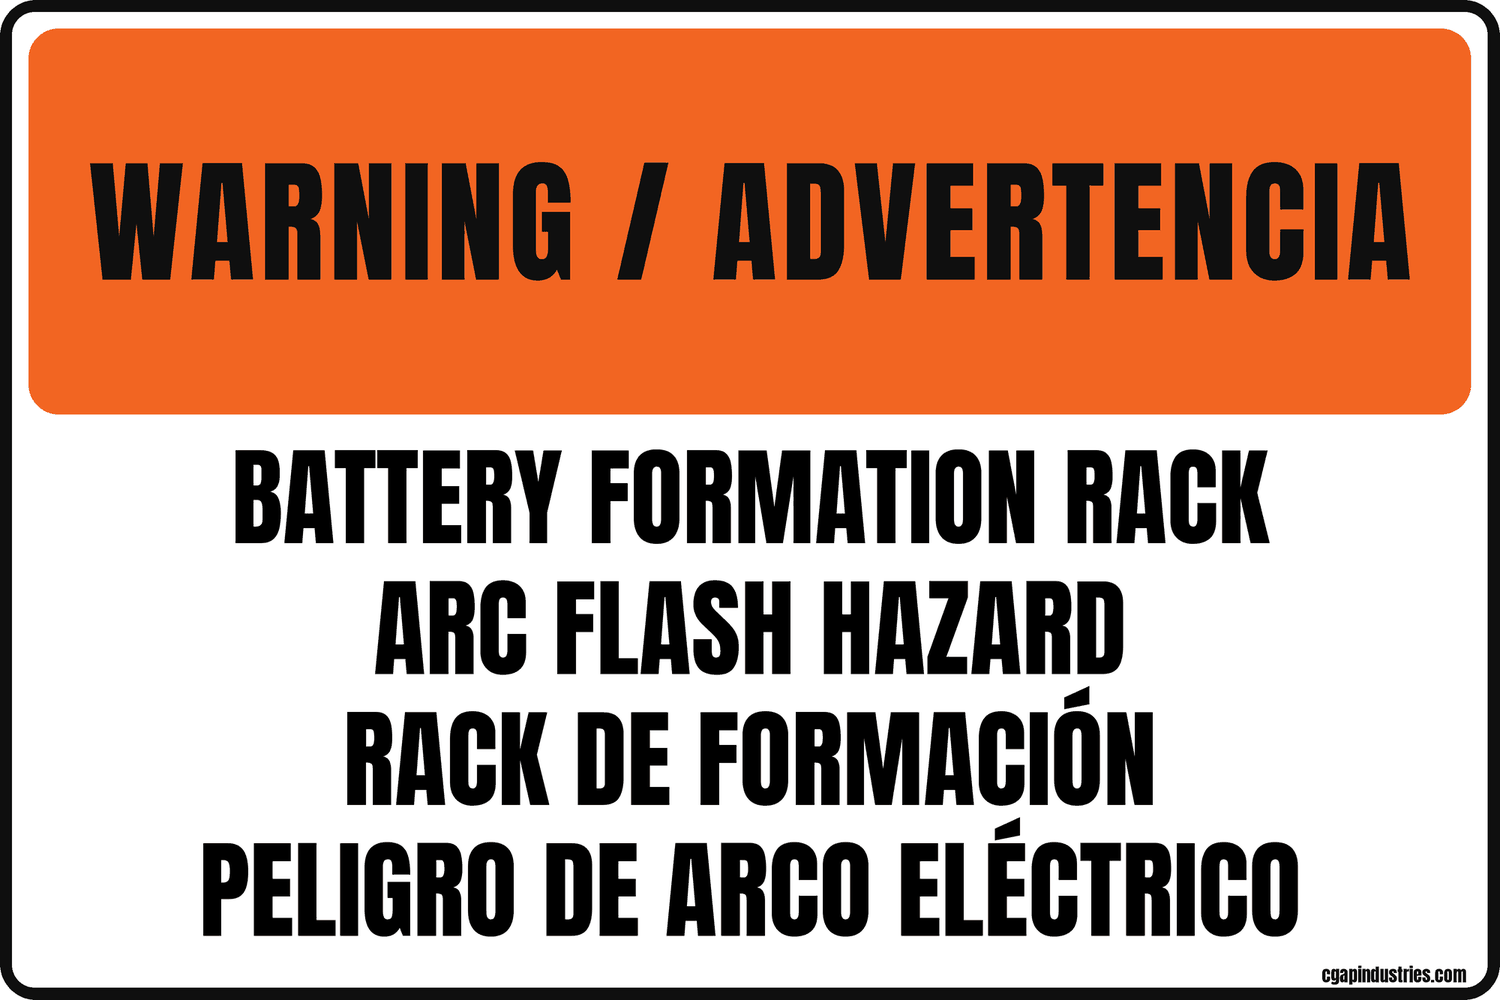 WARNING / ADVERTENCIA
BATTERY FORMATION RACK
ARC FLASH HAZARD
RACK DE FORMACIÓN
PELIGRO DE ARCO ELÉCTRICO
cgapindustries.com